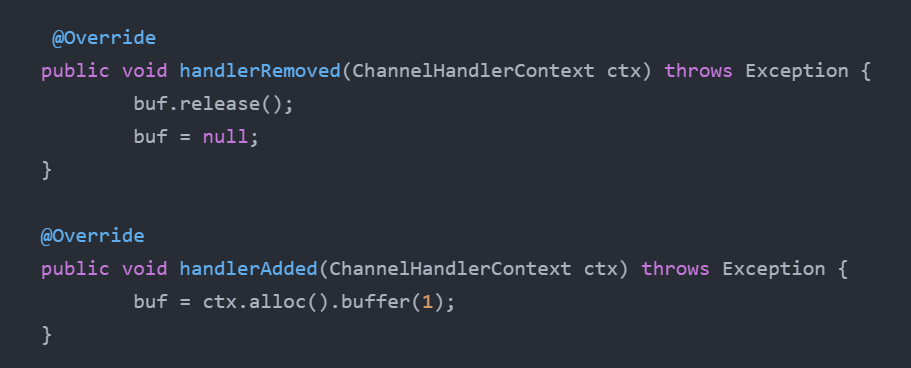 @Override
public void handlerRemoved(ChannelHandlerContext ctx) throws Exception {
        buf.release();
        buf = null;
}
@Override
public void handlerAdded(ChannelHandlerContext ctx) throws Exception {
        buf = ctx.alloc().buffer(1);
}